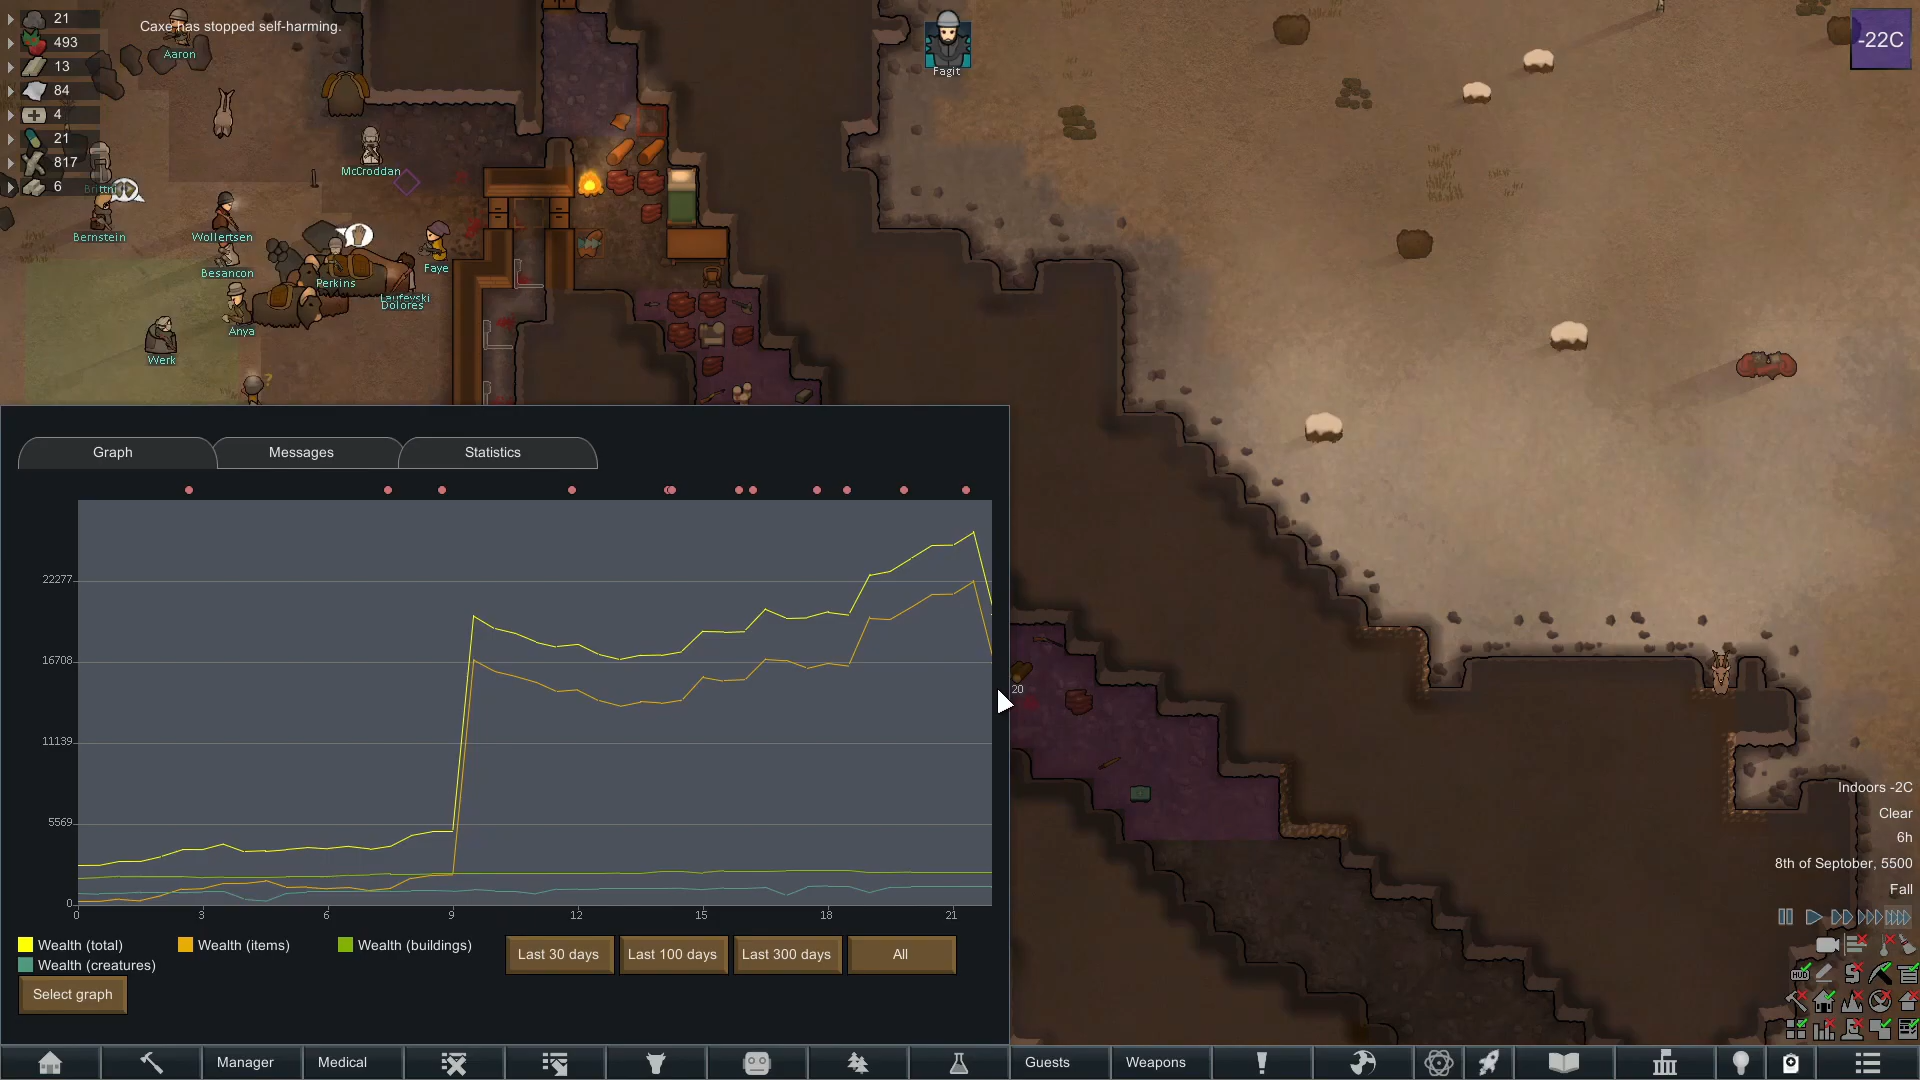 21
Caxe has stopped self-harming.
-22C
493
Aaron
Fagit
13
84
4
21
817
McCroddan
6
Brittni
Bernstein
Wollertsen
Besancon
Faye
Perkins
Laufevski
Dolores
Anya
Werk
?
Graph
Messages
Statistics
22277
16708
20
11139
5569
0
0
3
6
9
12
15
18
21
Wealth (total)
Wealth (items)
Wealth (buildings)
Wealth (creatures)
Last 30 days
Last 100 days
Last 300 days
All
Select graph
Indoors -2C
Clear
6h
8th of Septober, 5500
Fall
HUD
Manager
Medical
Guests
Weapons